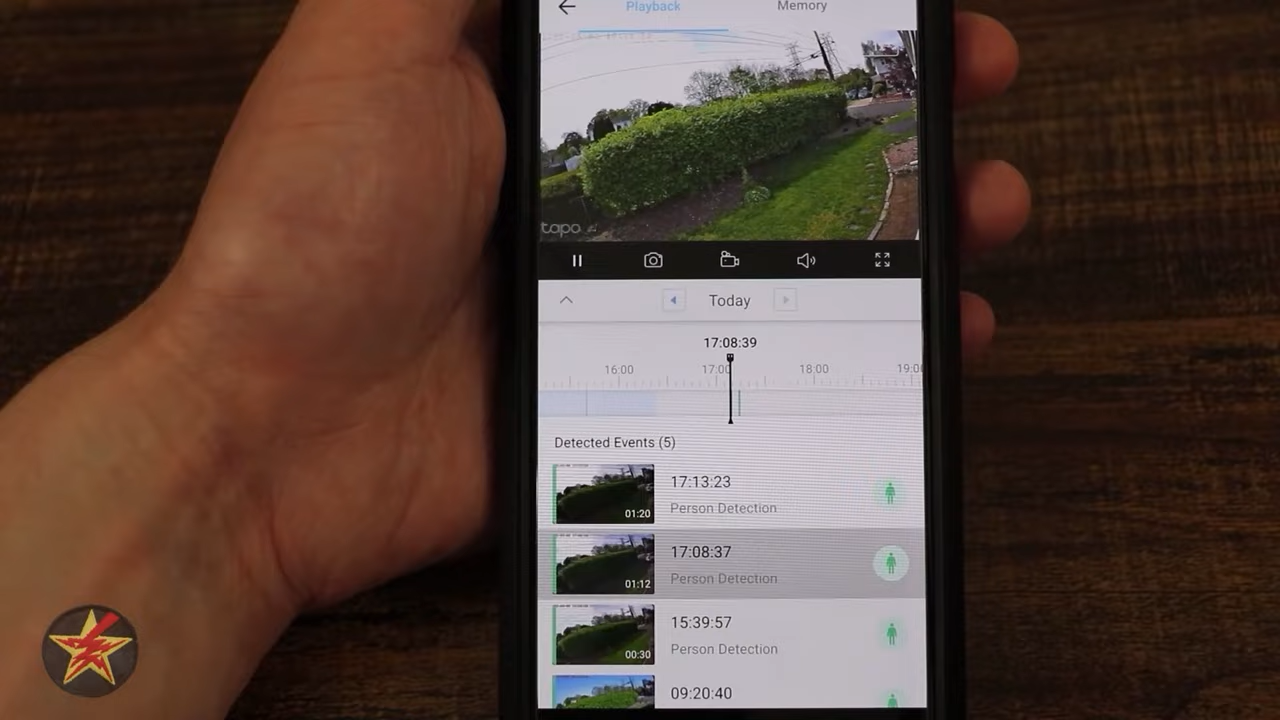 Playback Memory
tapo
Today
17:08:39
16:00 17:00 18:00 19:00
Detected Events (5)
17:13:23
01:20
Person Detection
17:08:37
01:12
Person Detection
15:39:57
00:30
Person Detection
09:20:40